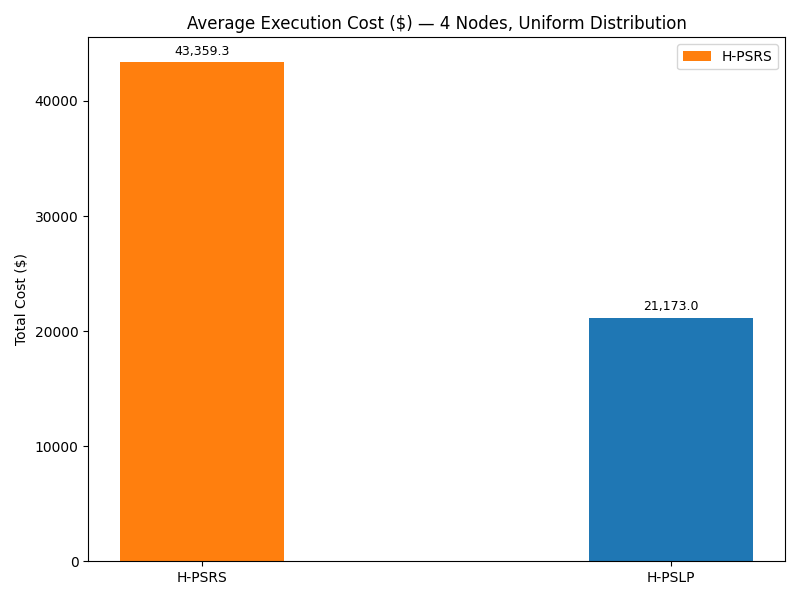 Average Execution Cost ($) — 4 Nodes, Uniform Distribution
43,359.3
H-PSRS
40000
21,173.0
30000
Total Cost ($)
20000
10000
0
H-PSRS
H-PSLP